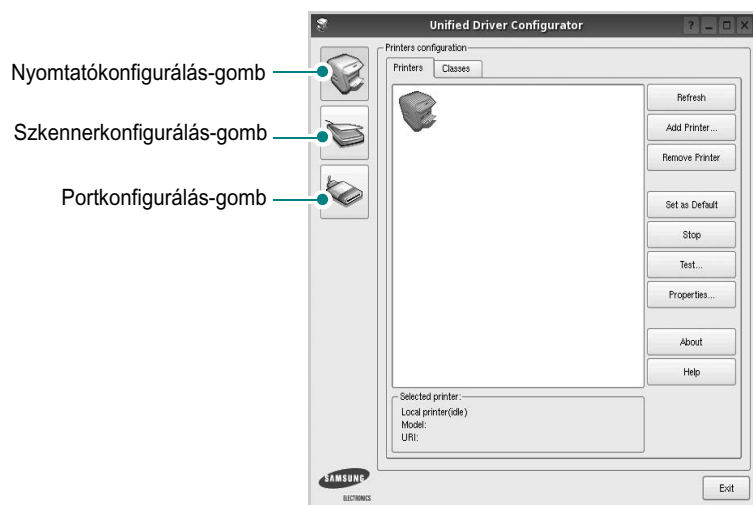 Unified Driver Configurator
Nyomtatókonfigurálás-gomb
Szkennerkonfigurálás-gomb
Portkonfigurálás-gomb
Printers configuration
Printers
Classes
Refresh
Add Printer...
Remove Printer
Set as Default
Stop
Test...
Properties...
About
Help
Selected printer:
Local printer(idle)
Model:
URI:
SAMSUNG
ELECTRONICS
Exit